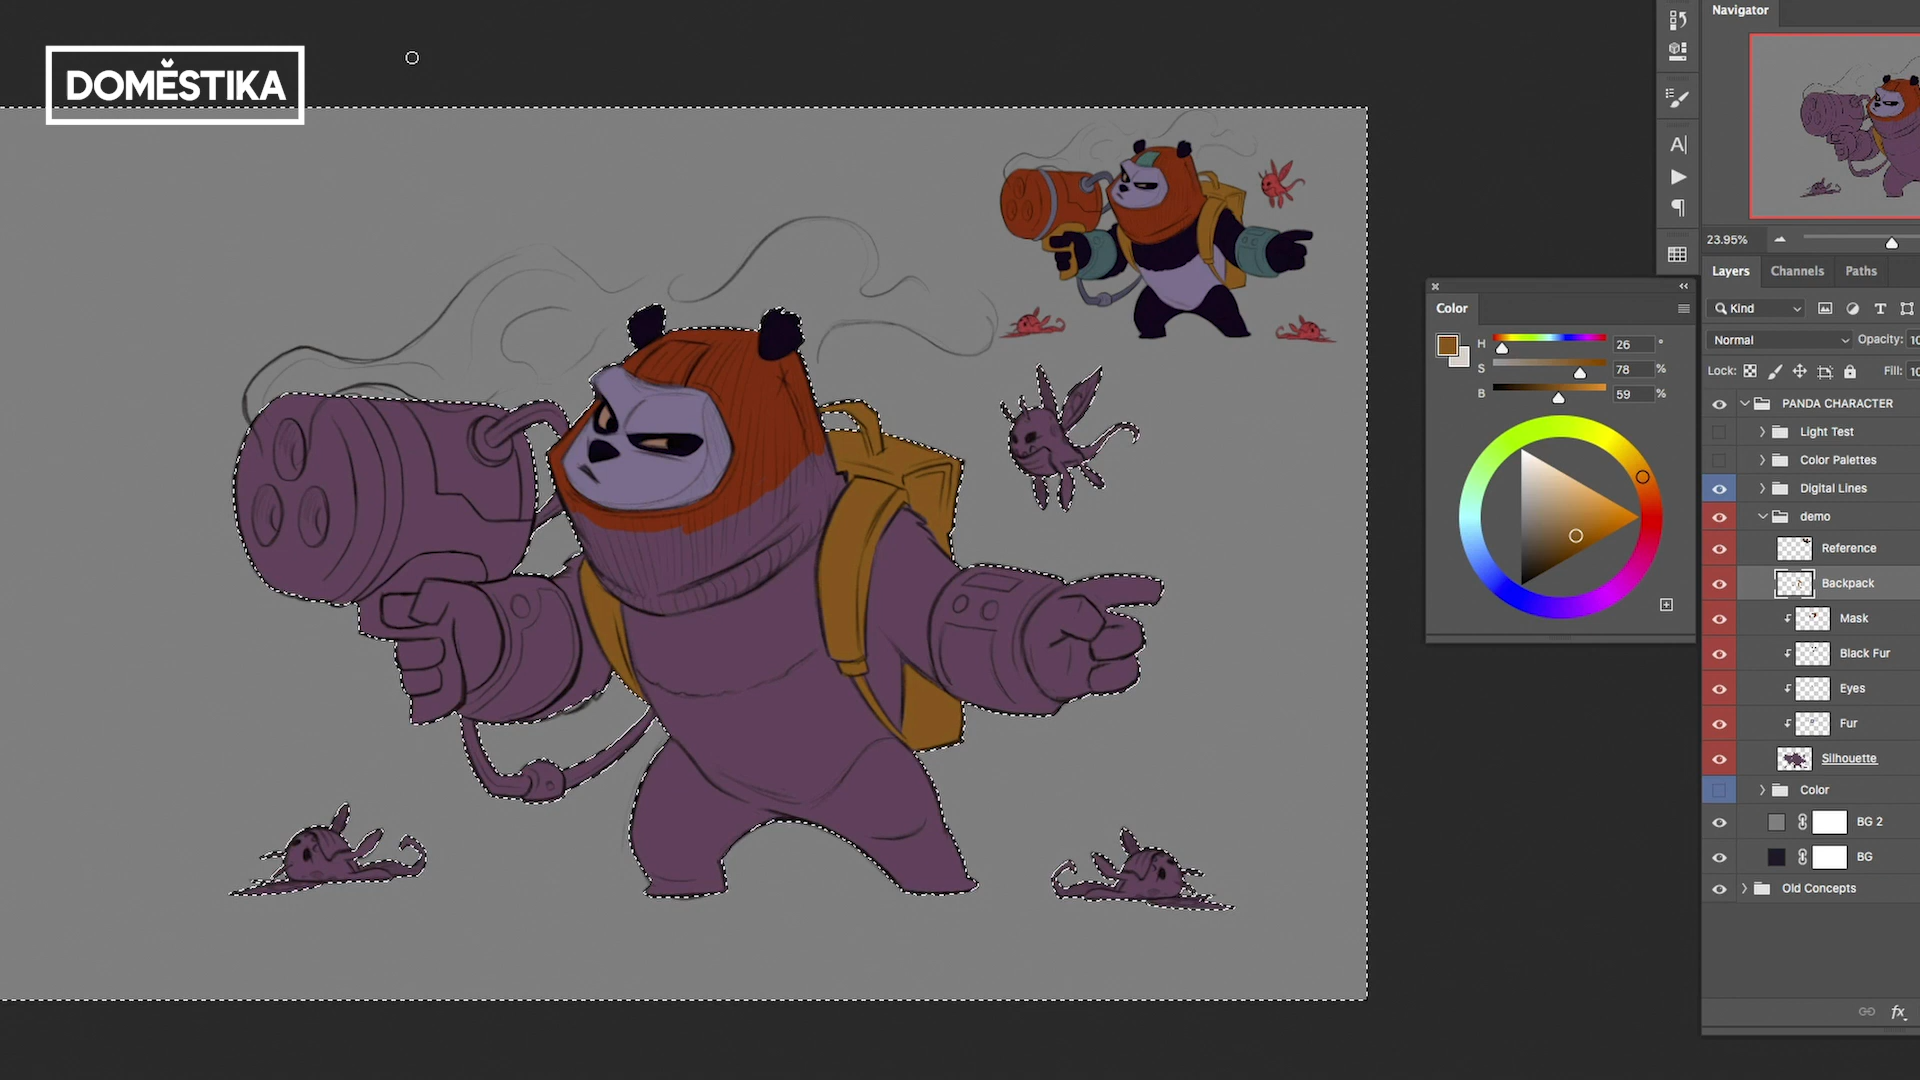 DOMĚSTIKA
Navigator
23.95%
Layers Channels Paths
Kind
Normal Opacity:
Lock: Fill:
PANDA CHARACTER
Light Test
Color Palettes
Digital Lines
demo
Reference
Backpack
Mask
Black Fur
Eyes
Fur
Silhouette
Color
BG 2
BG
Old Concepts
fx
Color
H 26 °
S 78 %
B 59 %